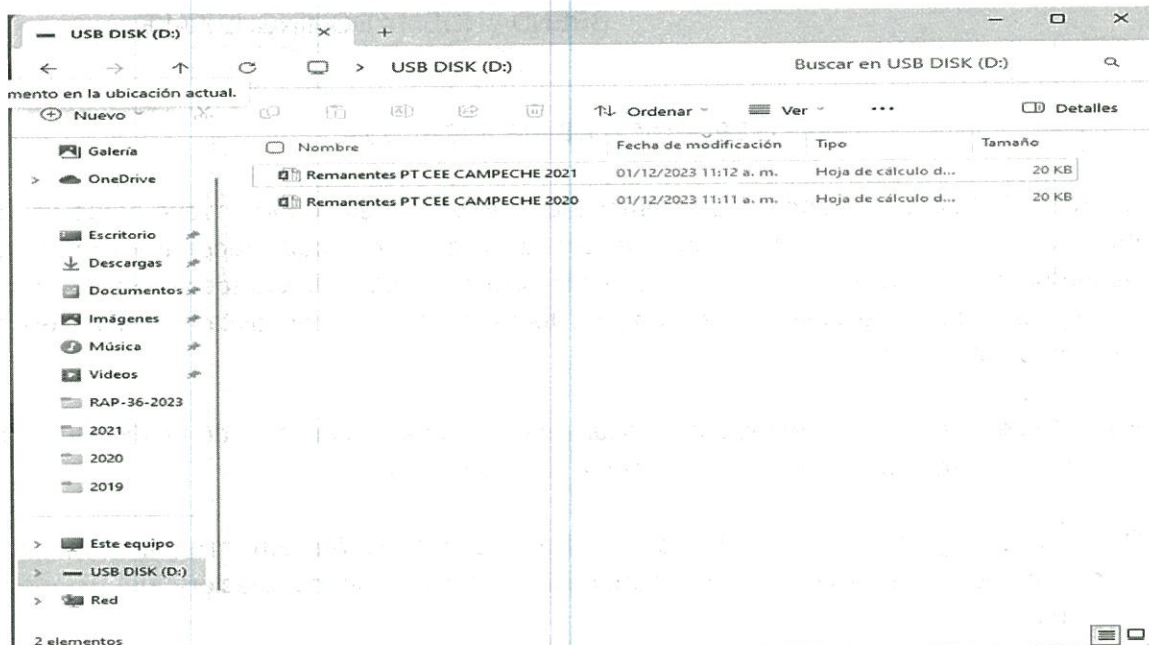 USB DISK (D:)
USB DISK (D:)
Buscar en USB DISK (D:)
mento en la ubicación actual.
Nuevo
Ordenar
Ver
Detalles
Nombre
Fecha de modificación
Tipo
Tamaño
Remanentes PT CEE CAMPECHE 2021 01/12/2023 11:12 a. m. Hoja de cálculo d... 20 KB
Remanentes PT CEE CAMPECHE 2020 01/12/2023 11:11 a. m. Hoja de cálculo d... 20 KB
Galería
OneDrive
Escritorio
Descargas
Documentos
Imágenes
Música
Videos
RAP-36-2023
2021
2020
2019
Este equipo
USB DISK (D:)
Red
2 elementos